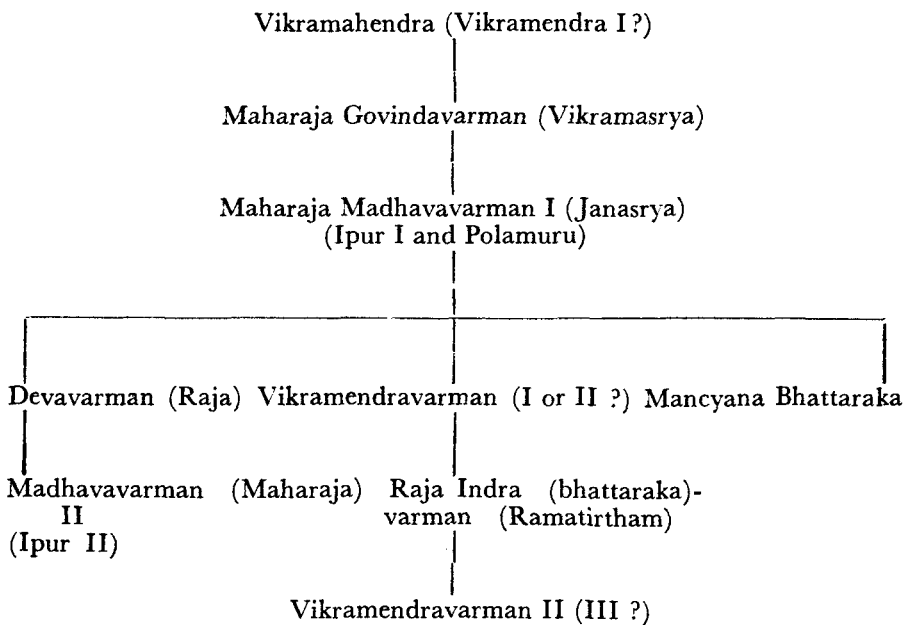 Vikramahendra (Vikramendra I ?)
Maharaja Govindavarman (Vikramasrya)
Maharaja Madhavavarman I (Janasrya)
(Ipur I and Polamuru)
Devavarman (Raja) Vikramendravarman (I or II ?) Mancyana Bhattaraka
Madhavavarman (Maharaja) Raja Indra (bhattaraka)-
II varman (Ramatirtham)
(Ipur II)
Vikramendravarman II (III ?)